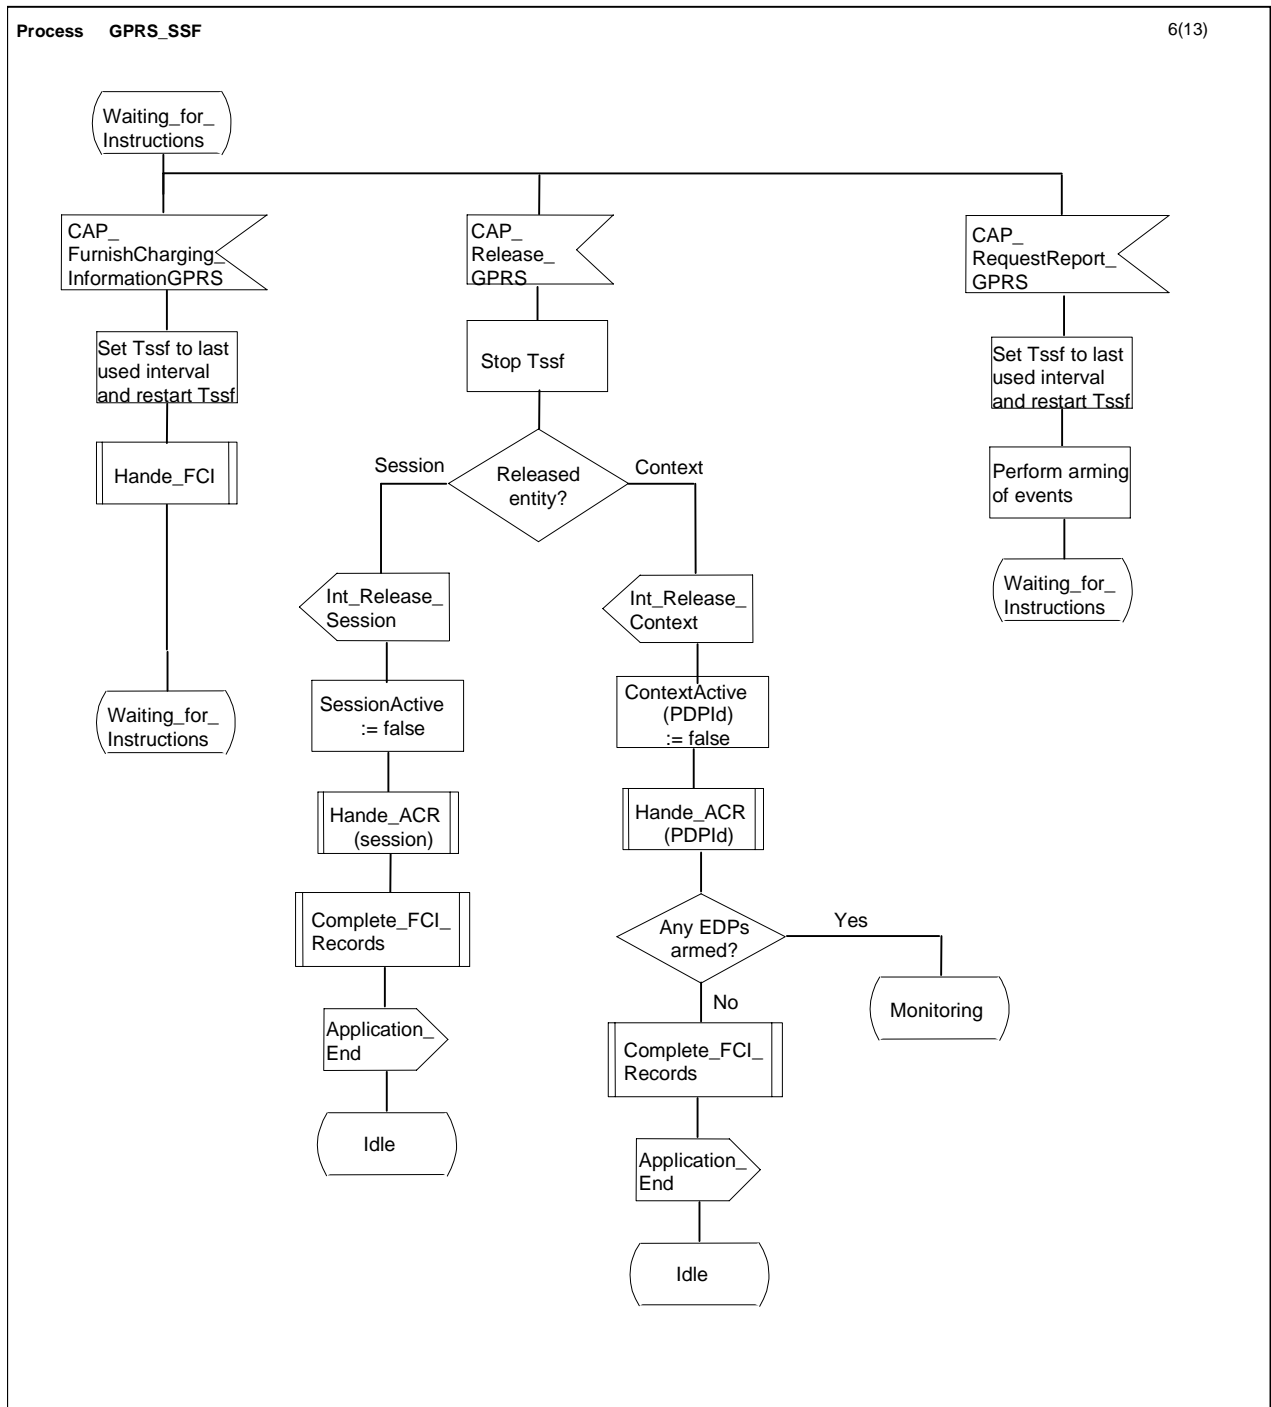 Process GPRS_SSF
6(13)
Waiting_for_
Instructions
CAP_
FurnishCharging_
InformationGPRS
Set Tssf to last
used interval
and restart Tssf
Hande_FCI
Waiting_for_
Instructions
CAP_
Release_
GPRS
Stop Tssf
Released
entity?
Session
Context
Int_Release_
Session
SessionActive
:= false
Hande_ACR
(session)
Complete_FCI_
Records
Application_
End
Idle
Int_Release_
Context
ContextActive
(PDPId)
:= false
Hande_ACR
(PDPId)
Any EDPs
armed?
Yes
Monitoring
No
Complete_FCI_
Records
Application_
End
Idle
CAP_
RequestReport_
GPRS
Set Tssf to last
used interval
and restart Tssf
Perform arming
of events
Waiting_for_
Instructions